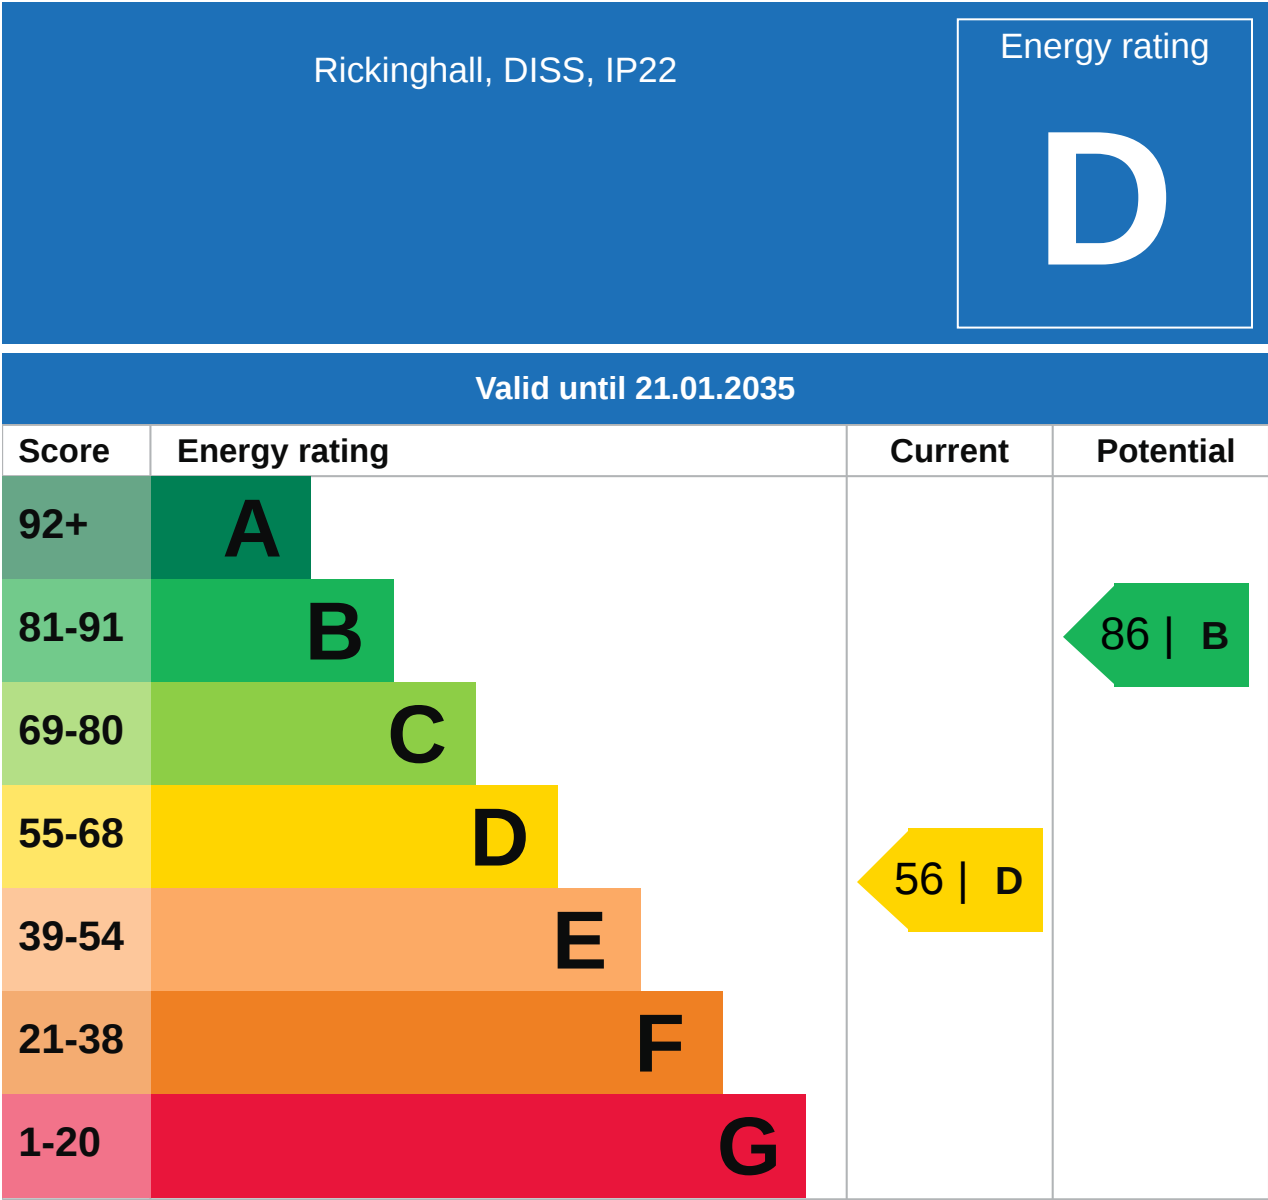 Rickinghall, DISS, IP22
Energy rating
D
Valid until 21.01.2035
Score Energy rating Current Potential
92+ A
81-91 B 86 | B
69-80 C
55-68 D 56 | D
39-54 E
21-38 F
1-20 G